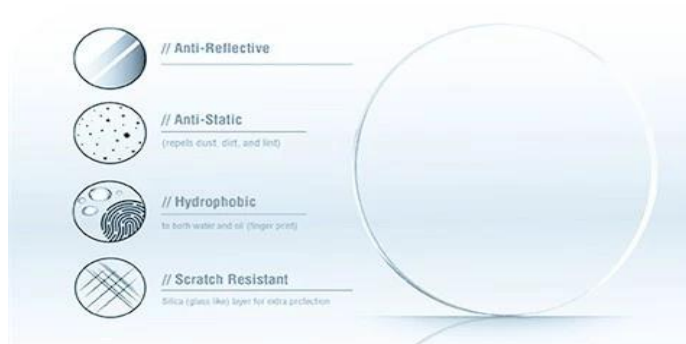 // Anti-Reflective
// Anti-Static
(repels dust, dirt, and lint)
// Hydrophobic
to both water and oil (finger print)
// Scratch Resistant
Silica (glass like) layer for extra protection